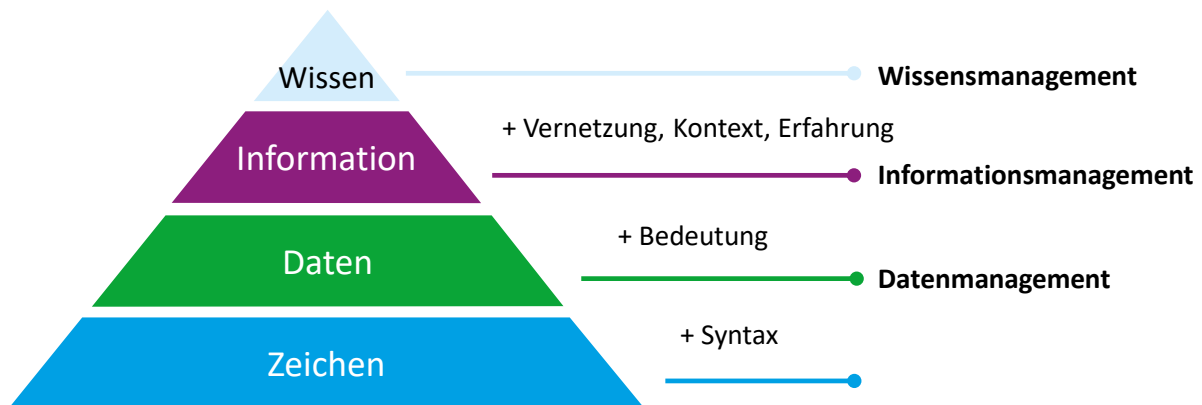 Wissen
Wissensmanagement
+ Vernetzung, Kontext, Erfahrung
Information
Informationsmanagement
+ Bedeutung
Daten
Datenmanagement
+ Syntax
Zeichen